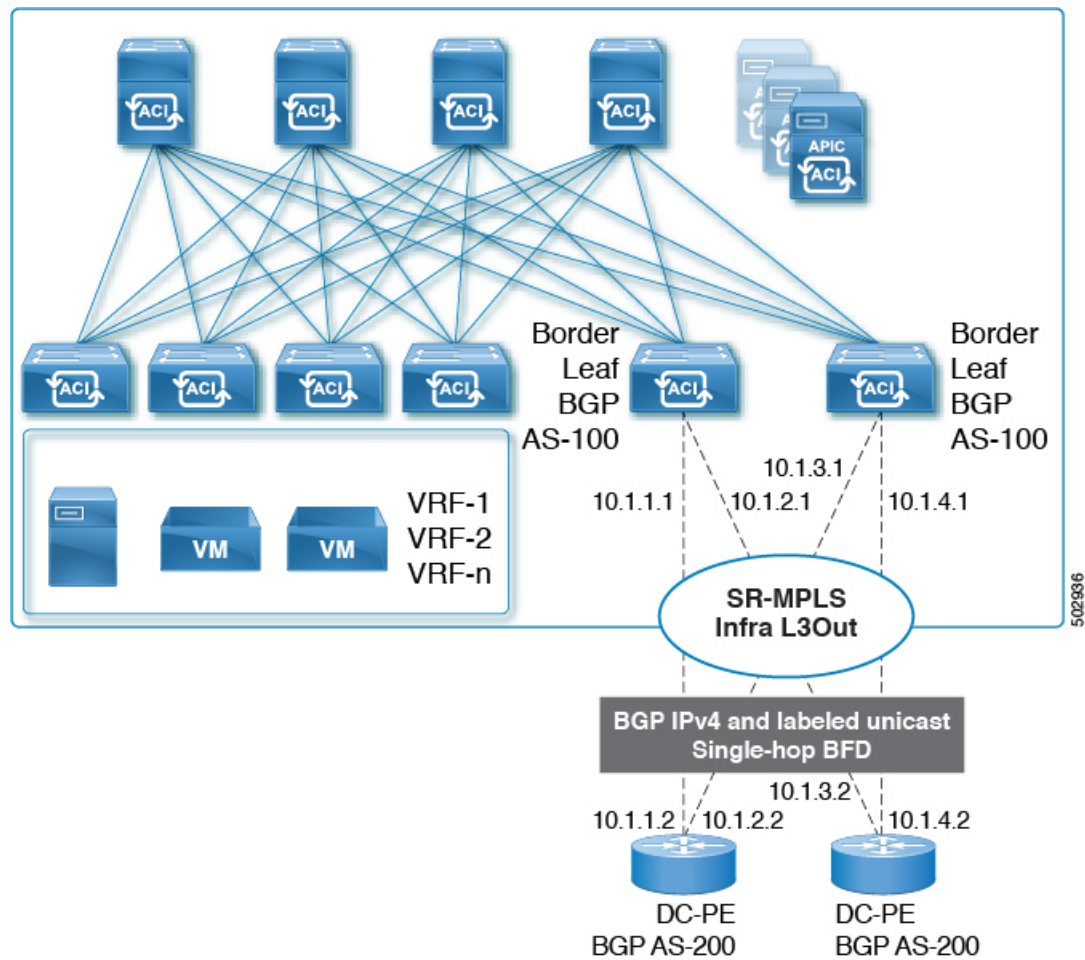 ACI
ACI
ACI
ACI
APIC
ACI
ACI
ACI
ACI
ACI
ACI
ACI
Border
Leaf
BGP
AS-100
Border
Leaf
BGP
AS-100
VM
VM
VRF-1
VRF-2
VRF-n
10.1.1.1
10.1.2.1
10.1.3.1
10.1.4.1
SR-MPLS
Infra L3Out
502936
BGP IPv4 and labeled unicast
Single-hop BFD
10.1.1.2
10.1.2.2
10.1.3.2
10.1.4.2
DC-PE
BGP AS-200
DC-PE
BGP AS-200